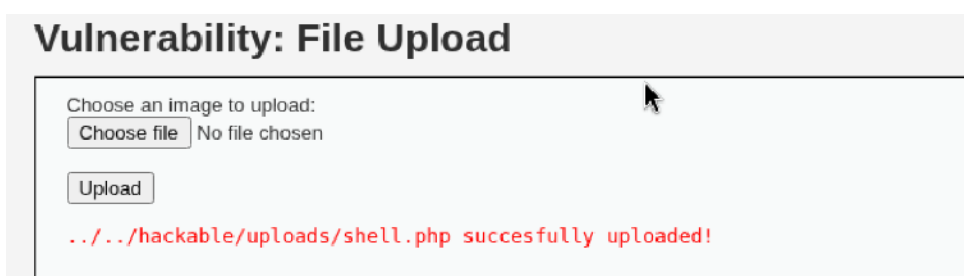 Vulnerability: File Upload
Choose an image to upload:
Choose file No file chosen
Upload
../../hackable/uploads/shell.php succesfully uploaded!